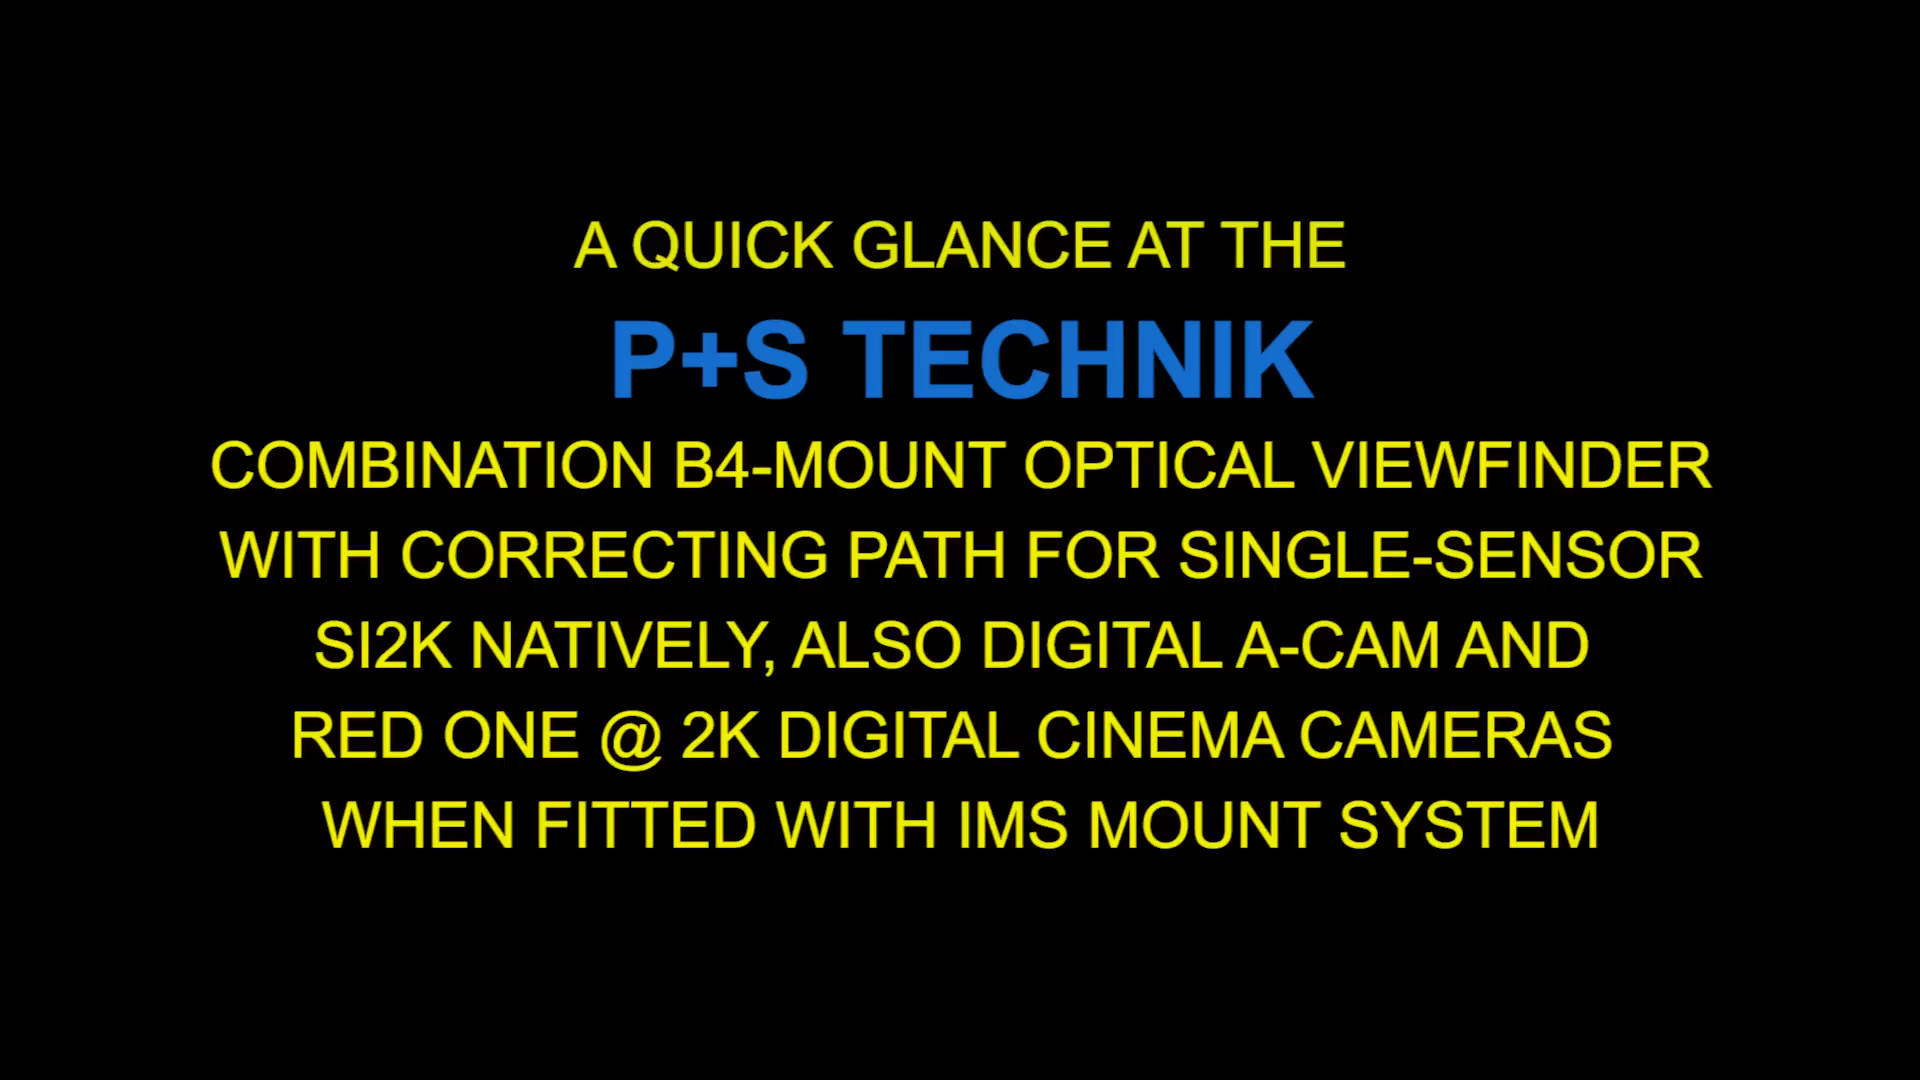 A QUICK GLANCE AT THE
P+S TECHNIK
COMBINATION B4-MOUNT OPTICAL VIEWFINDER
WITH CORRECTING PATH FOR SINGLE-SENSOR
SI2K NATIVELY, ALSO DIGITAL A-CAM AND
RED ONE @ 2K DIGITAL CINEMA CAMERAS
WHEN FITTED WITH IMS MOUNT SYSTEM